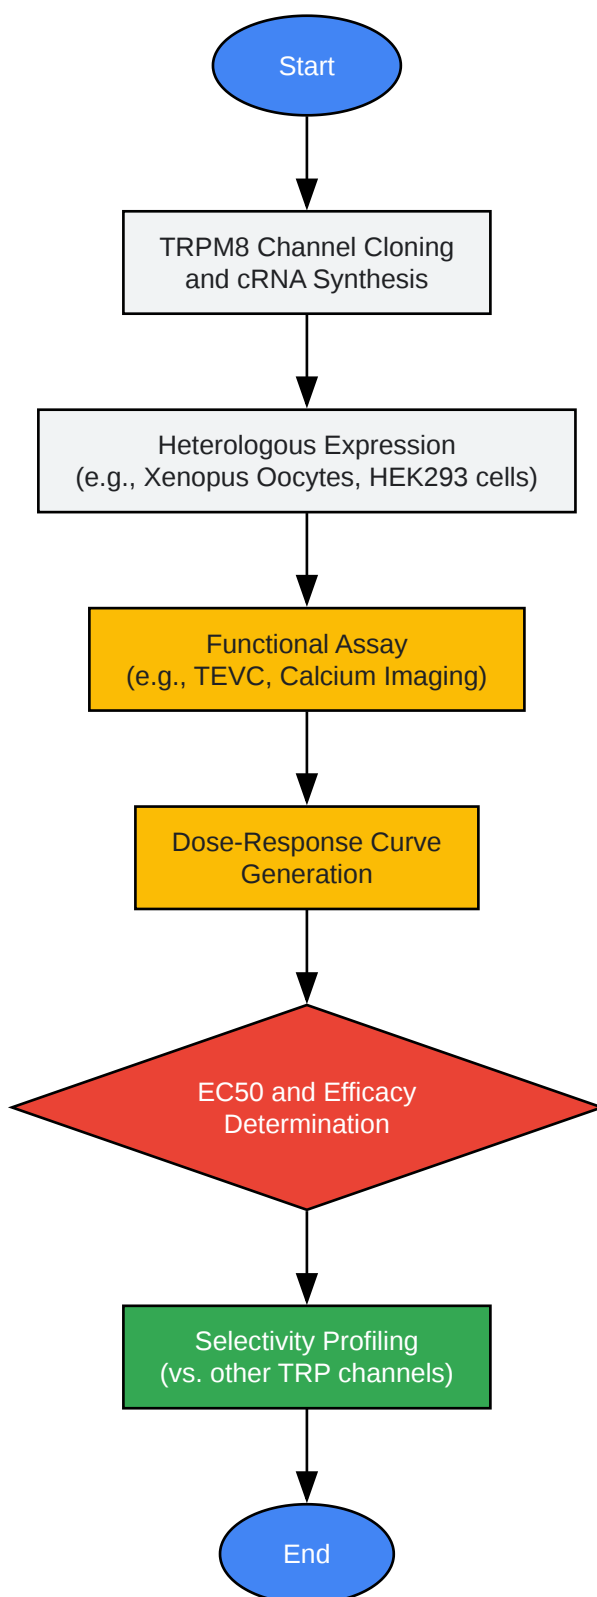 Start
TRPM8 Channel Cloning
and cRNA Synthesis
Heterologous Expression
(e.g., Xenopus Oocytes, HEK293 cells)
Functional Assay
(e.g., TEVC, Calcium Imaging)
Dose-Response Curve
Generation
EC50 and Efficacy
Determination
Selectivity Profiling
(vs. other TRP channels)
End